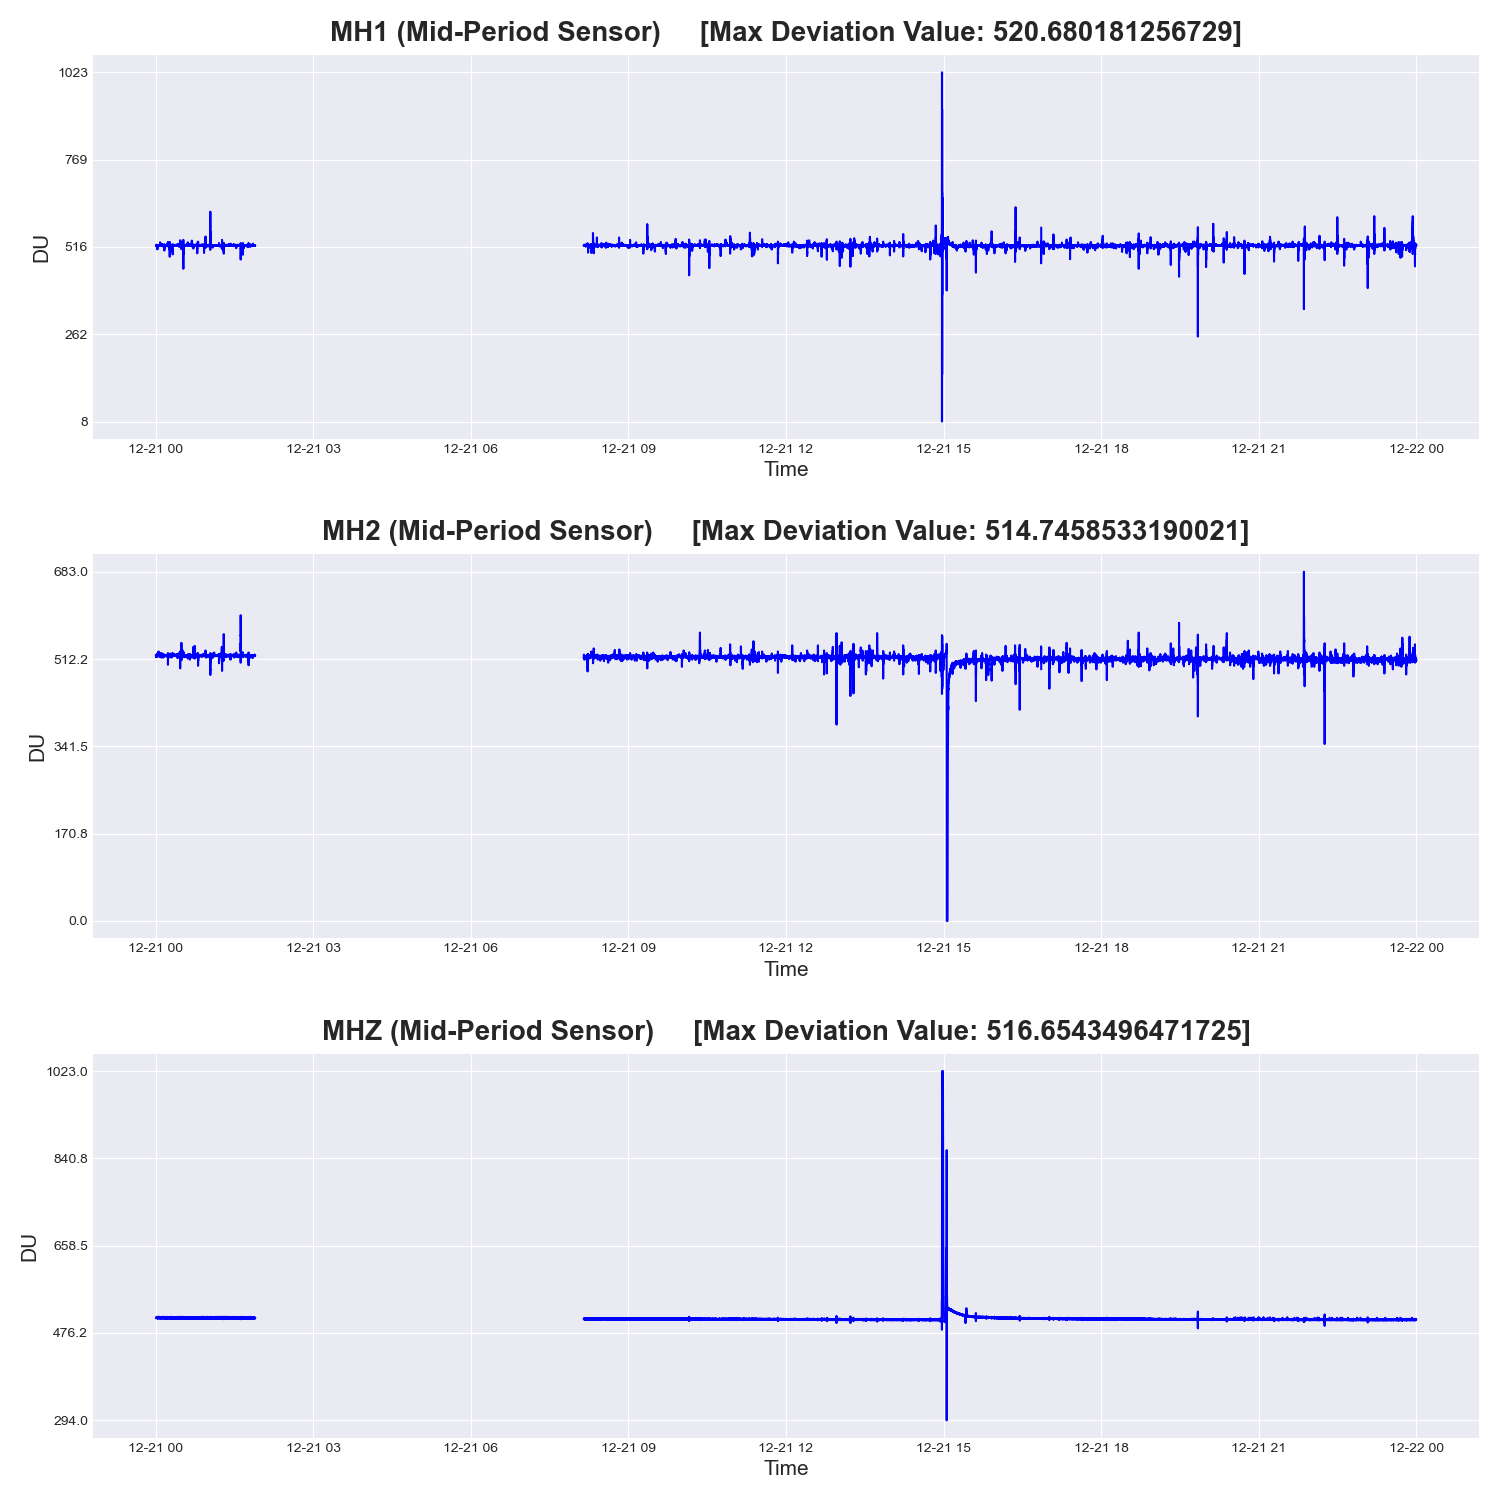 MH1 (Mid-Period Sensor) [Max Deviation Value: 520.680181256729]
1023
769
516
262
8
DU
12-21 00 12-21 03 12-21 06 12-21 09 12-21 12 12-21 15 12-21 18 12-21 21 12-22 00
Time
MH2 (Mid-Period Sensor) [Max Deviation Value: 514.7458533190021]
683.0
512.2
341.5
170.8
0.0
DU
12-21 00 12-21 03 12-21 06 12-21 09 12-21 12 12-21 15 12-21 18 12-21 21 12-22 00
Time
MHZ (Mid-Period Sensor) [Max Deviation Value: 516.6543496471725]
1023.0
840.8
658.5
476.2
294.0
DU
12-21 00 12-21 03 12-21 06 12-21 09 12-21 12 12-21 15 12-21 18 12-21 21 12-22 00
Time